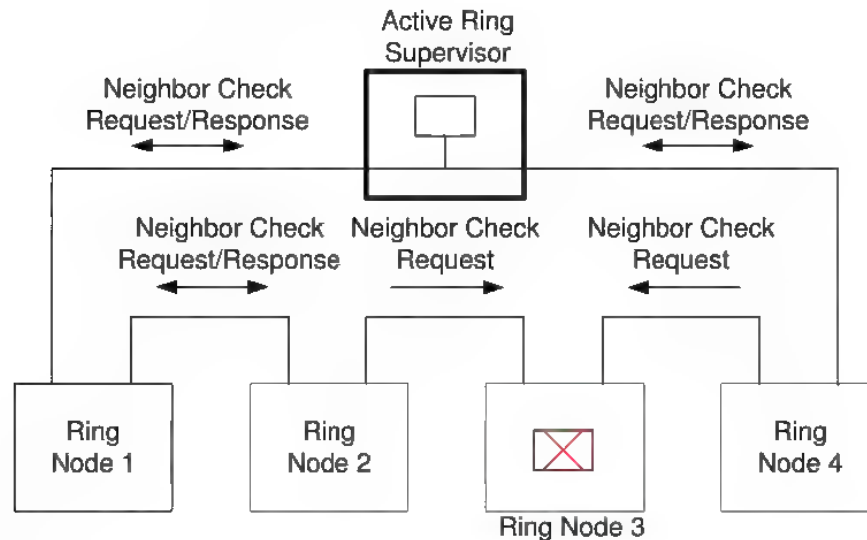 Active Ring
Supervisor
Neighbor Check
Request/Response
Neighbor Check
Request/Response
Neighbor Check
Request/Response
Neighbor Check
Request
Neighbor Check
Request
Ring
Node 1
Ring
Node 2
Ring Node 3
Ring
Node 4